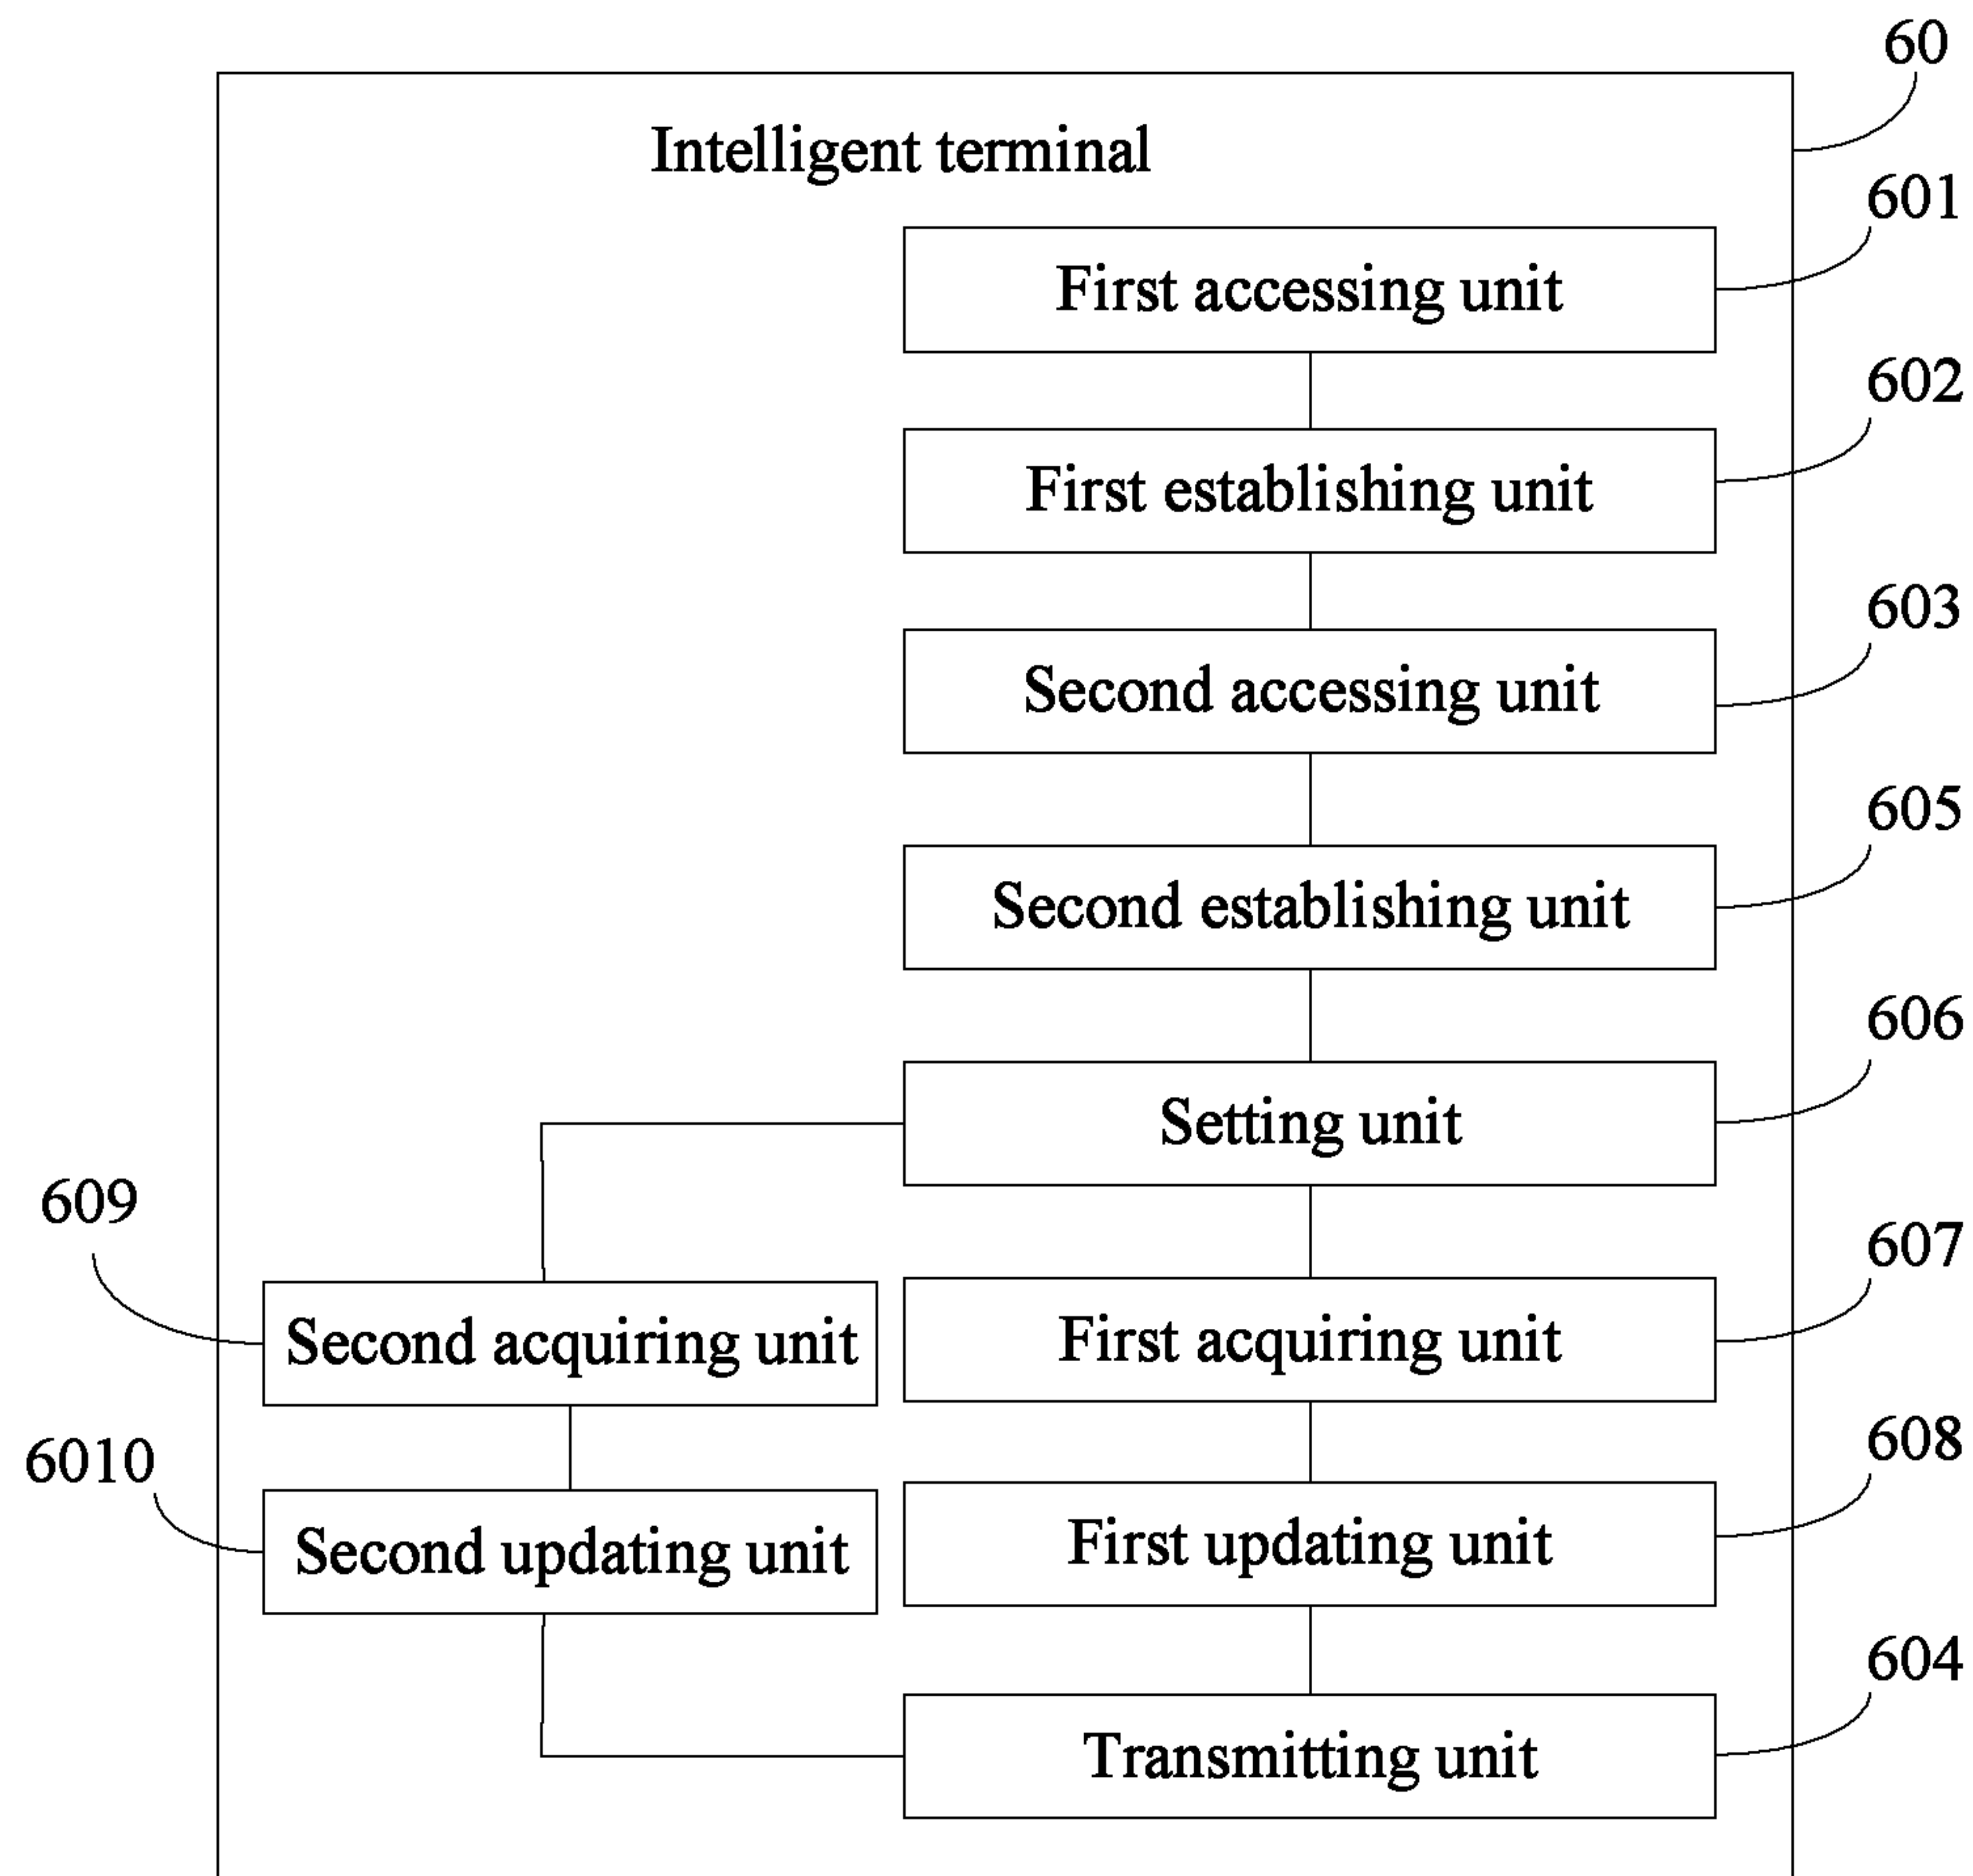 60
Intelligent terminal
601
First accessing unit
602
First establishing unit
603
Second accessing unit
605
Second establishing unit
606
Setting unit
609
607
Second acquiring unit
First acquiring unit
6010
608
Second updating unit
First updating unit
604
Transmitting unit